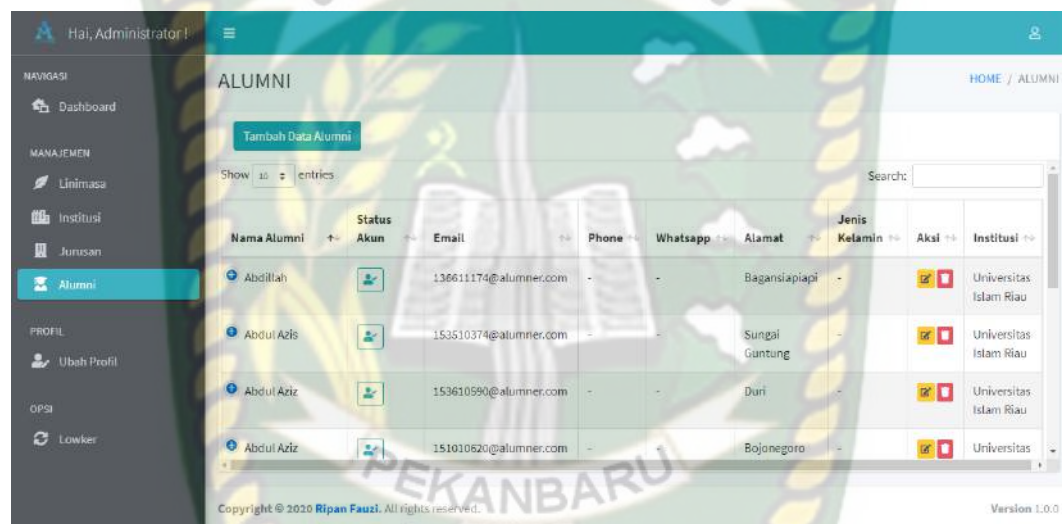 Hai, Administrator !
NAVIGASI
Dashboard
MANAJEMEN
Linimasa
Institusi
Jurusan
Alumni
PROFIL
Ubah Profil
OPSI
Lowker
ALUMNI
HOME / ALUMNI
Tambah Data Alumni
Show 10 entries
Search:
Nama Alumni Status Akun Email Phone Whatsapp Alamat Jenis Kelamin Aksi Institusi
Abdillah 136611174@alumner.com - - Bagansiapiapi - Universitas Islam Riau
Abdul Azis 153510374@alumner.com - - Sungai Guntung - Universitas Islam Riau
Abdul Aziz 153610590@alumner.com - - Duri - Universitas Islam Riau
Abdul Aziz 151010620@alumner.com - - Bojonegoro - Universitas
PEKANBARU
Copyright © 2020 Ripan Fauzi. All rights reserved.
Version 1.0.0